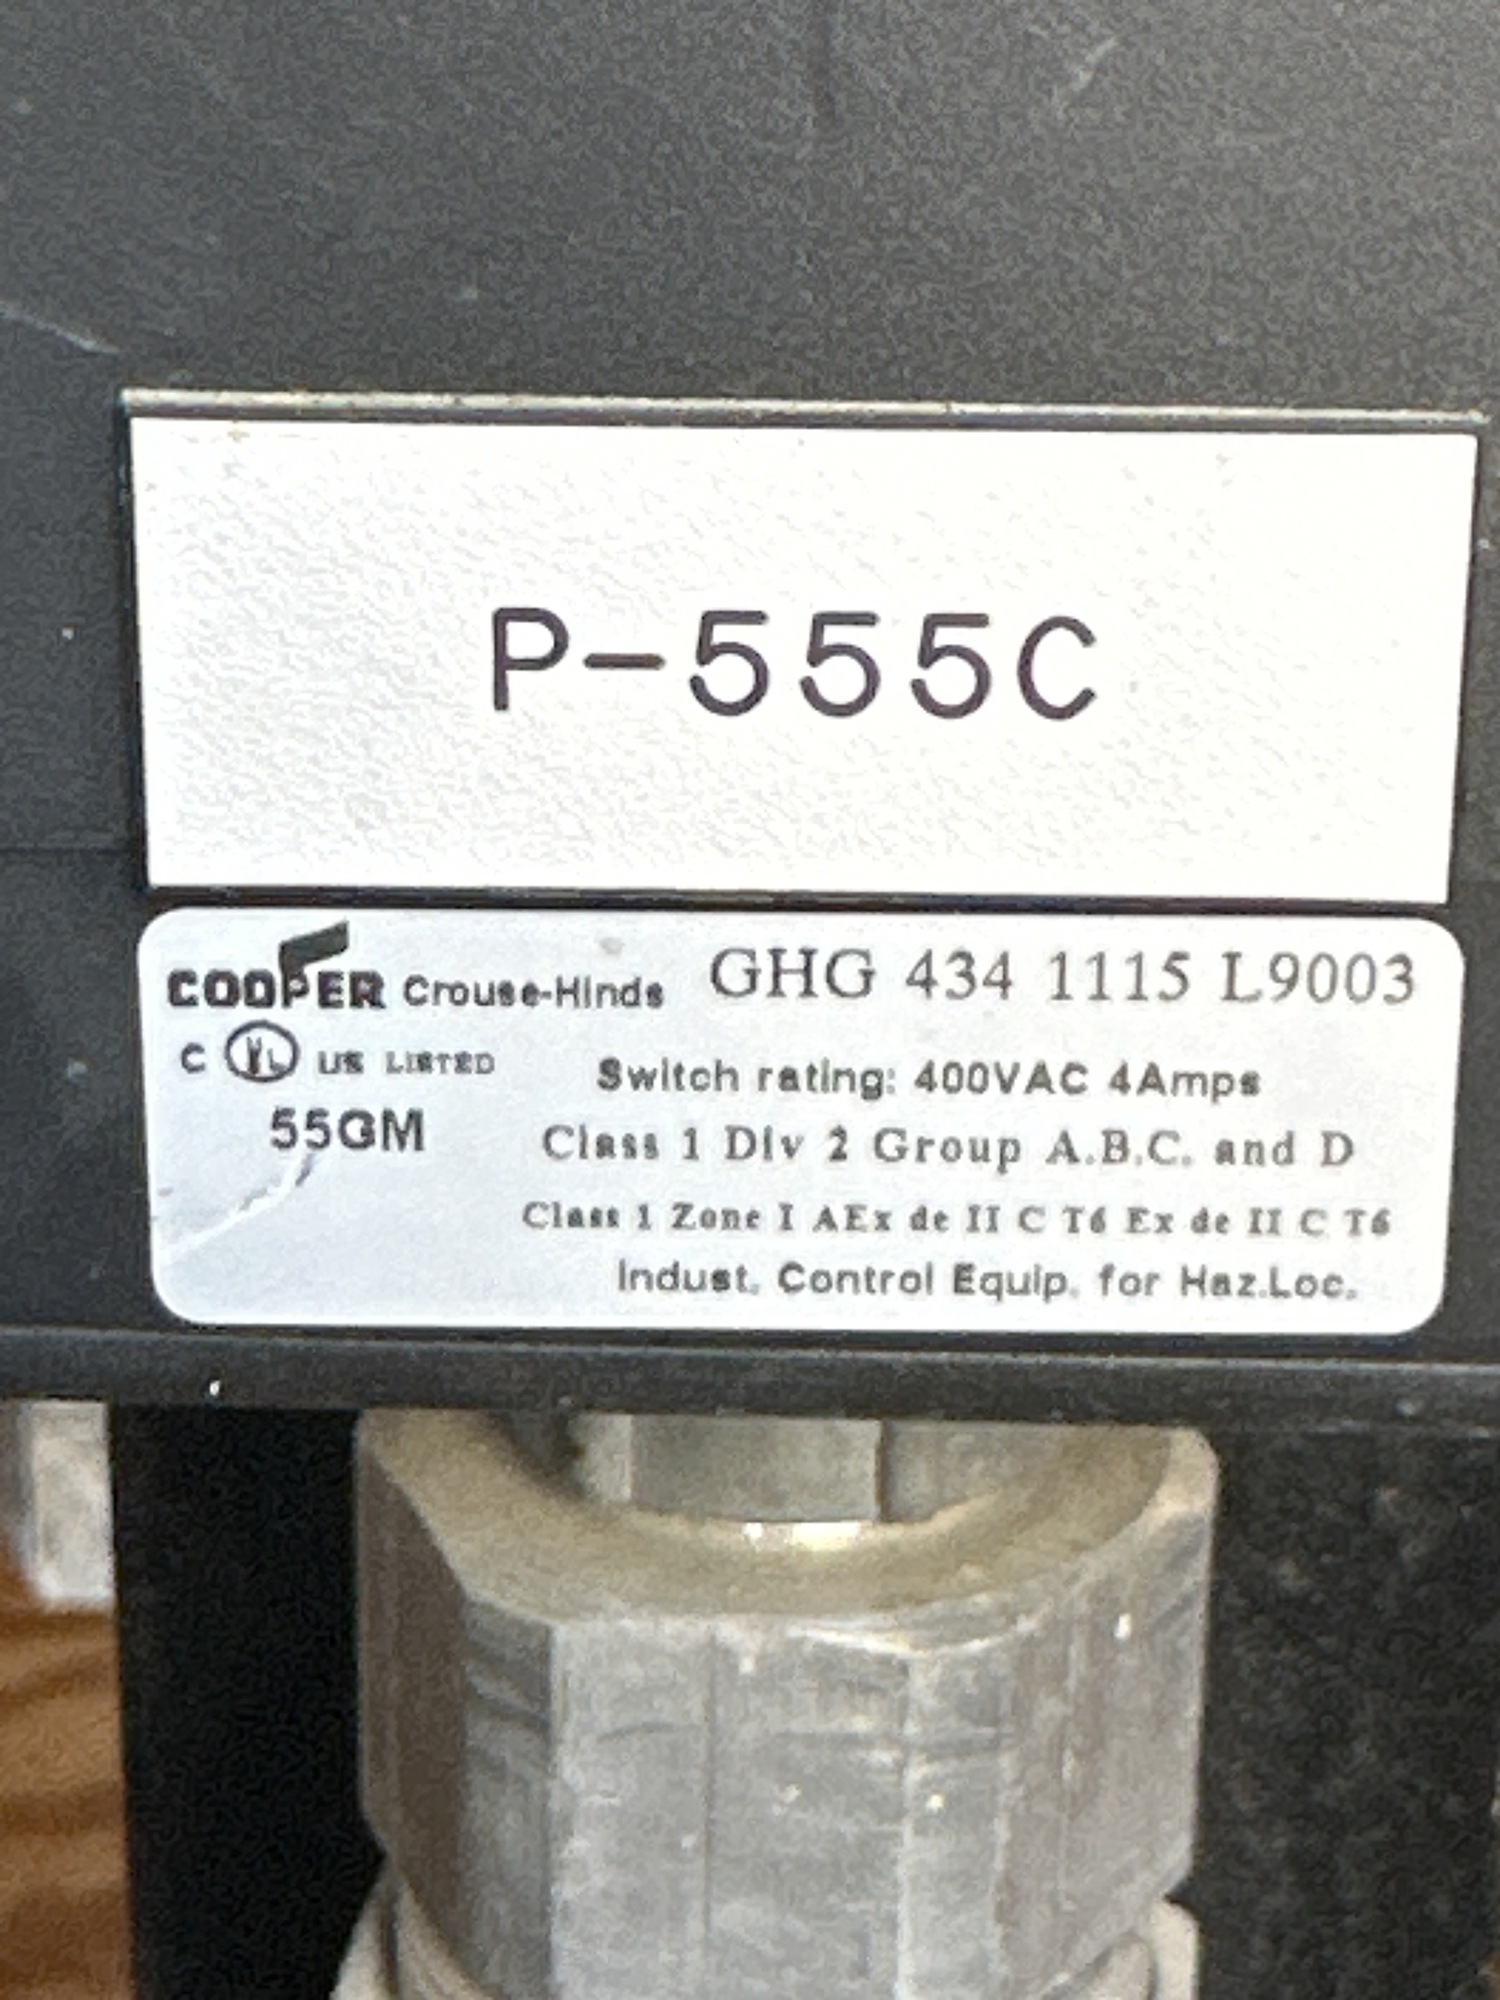 P-555C
COOPER Crouse-Hinds GHG 434 1115 L9003
C UL US LISTED
Switch rating: 400VAC 4Amps
55GM
Class 1 Div 2 Group A.B.C. and D
Class 1 Zone I AEx de II C T6 Ex de II C T6
Indust. Control Equip. for Haz.Loc.